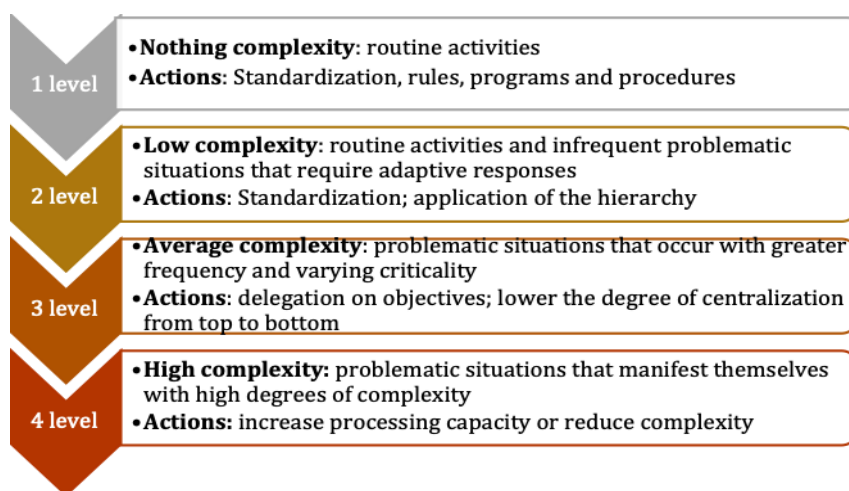 1 level
•Nothing complexity: routine activities
•Actions: Standardization, rules, programs and procedures
2 level
•Low complexity: routine activities and infrequent problematic
situations that require adaptive responses
•Actions: Standardization; application of the hierarchy
3 level
•Average complexity: problematic situations that occur with greater
frequency and varying criticality
•Actions: delegation on objectives; lower the degree of centralization
from top to bottom
4 level
•High complexity: problematic situations that manifest themselves
with high degrees of complexity
•Actions: increase processing capacity or reduce complexity